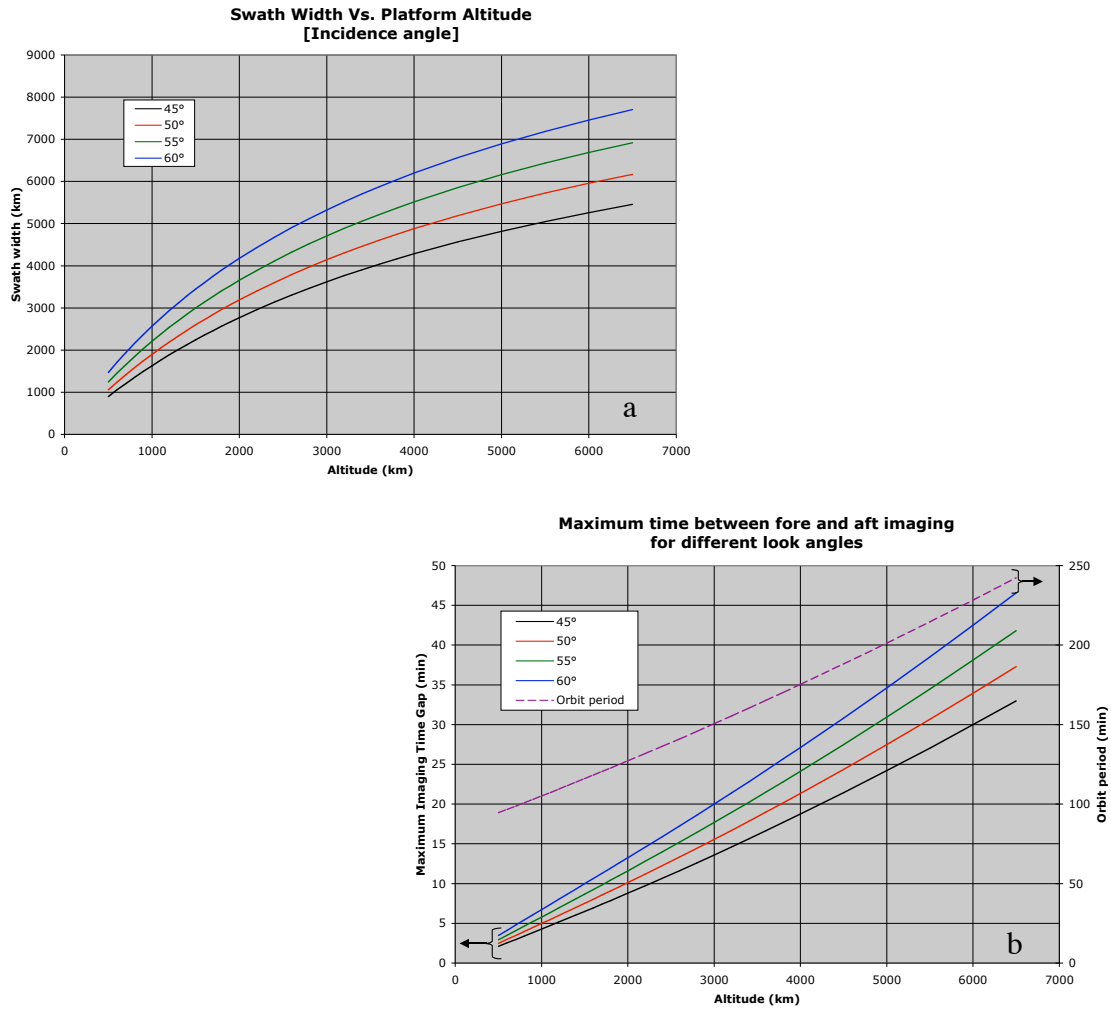 Swath Width Vs. Platform Altitude
[Incidence angle]
9000
8000
7000
6000
5000
4000
3000
2000
1000
0
Swath width (km)
45°
50°
55°
60°
a
0 1000 2000 3000 4000 5000 6000 7000
Altitude (km)
Maximum time between fore and aft imaging
for different look angles
50
45
40
35
30
25
20
15
10
5
0
Maximum Imaging Time Gap (min)
45°
50°
55°
60°
Orbit period
250
200
150
100
50
0
Orbit period (min)
b
0 1000 2000 3000 4000 5000 6000 7000
Altitude (km)